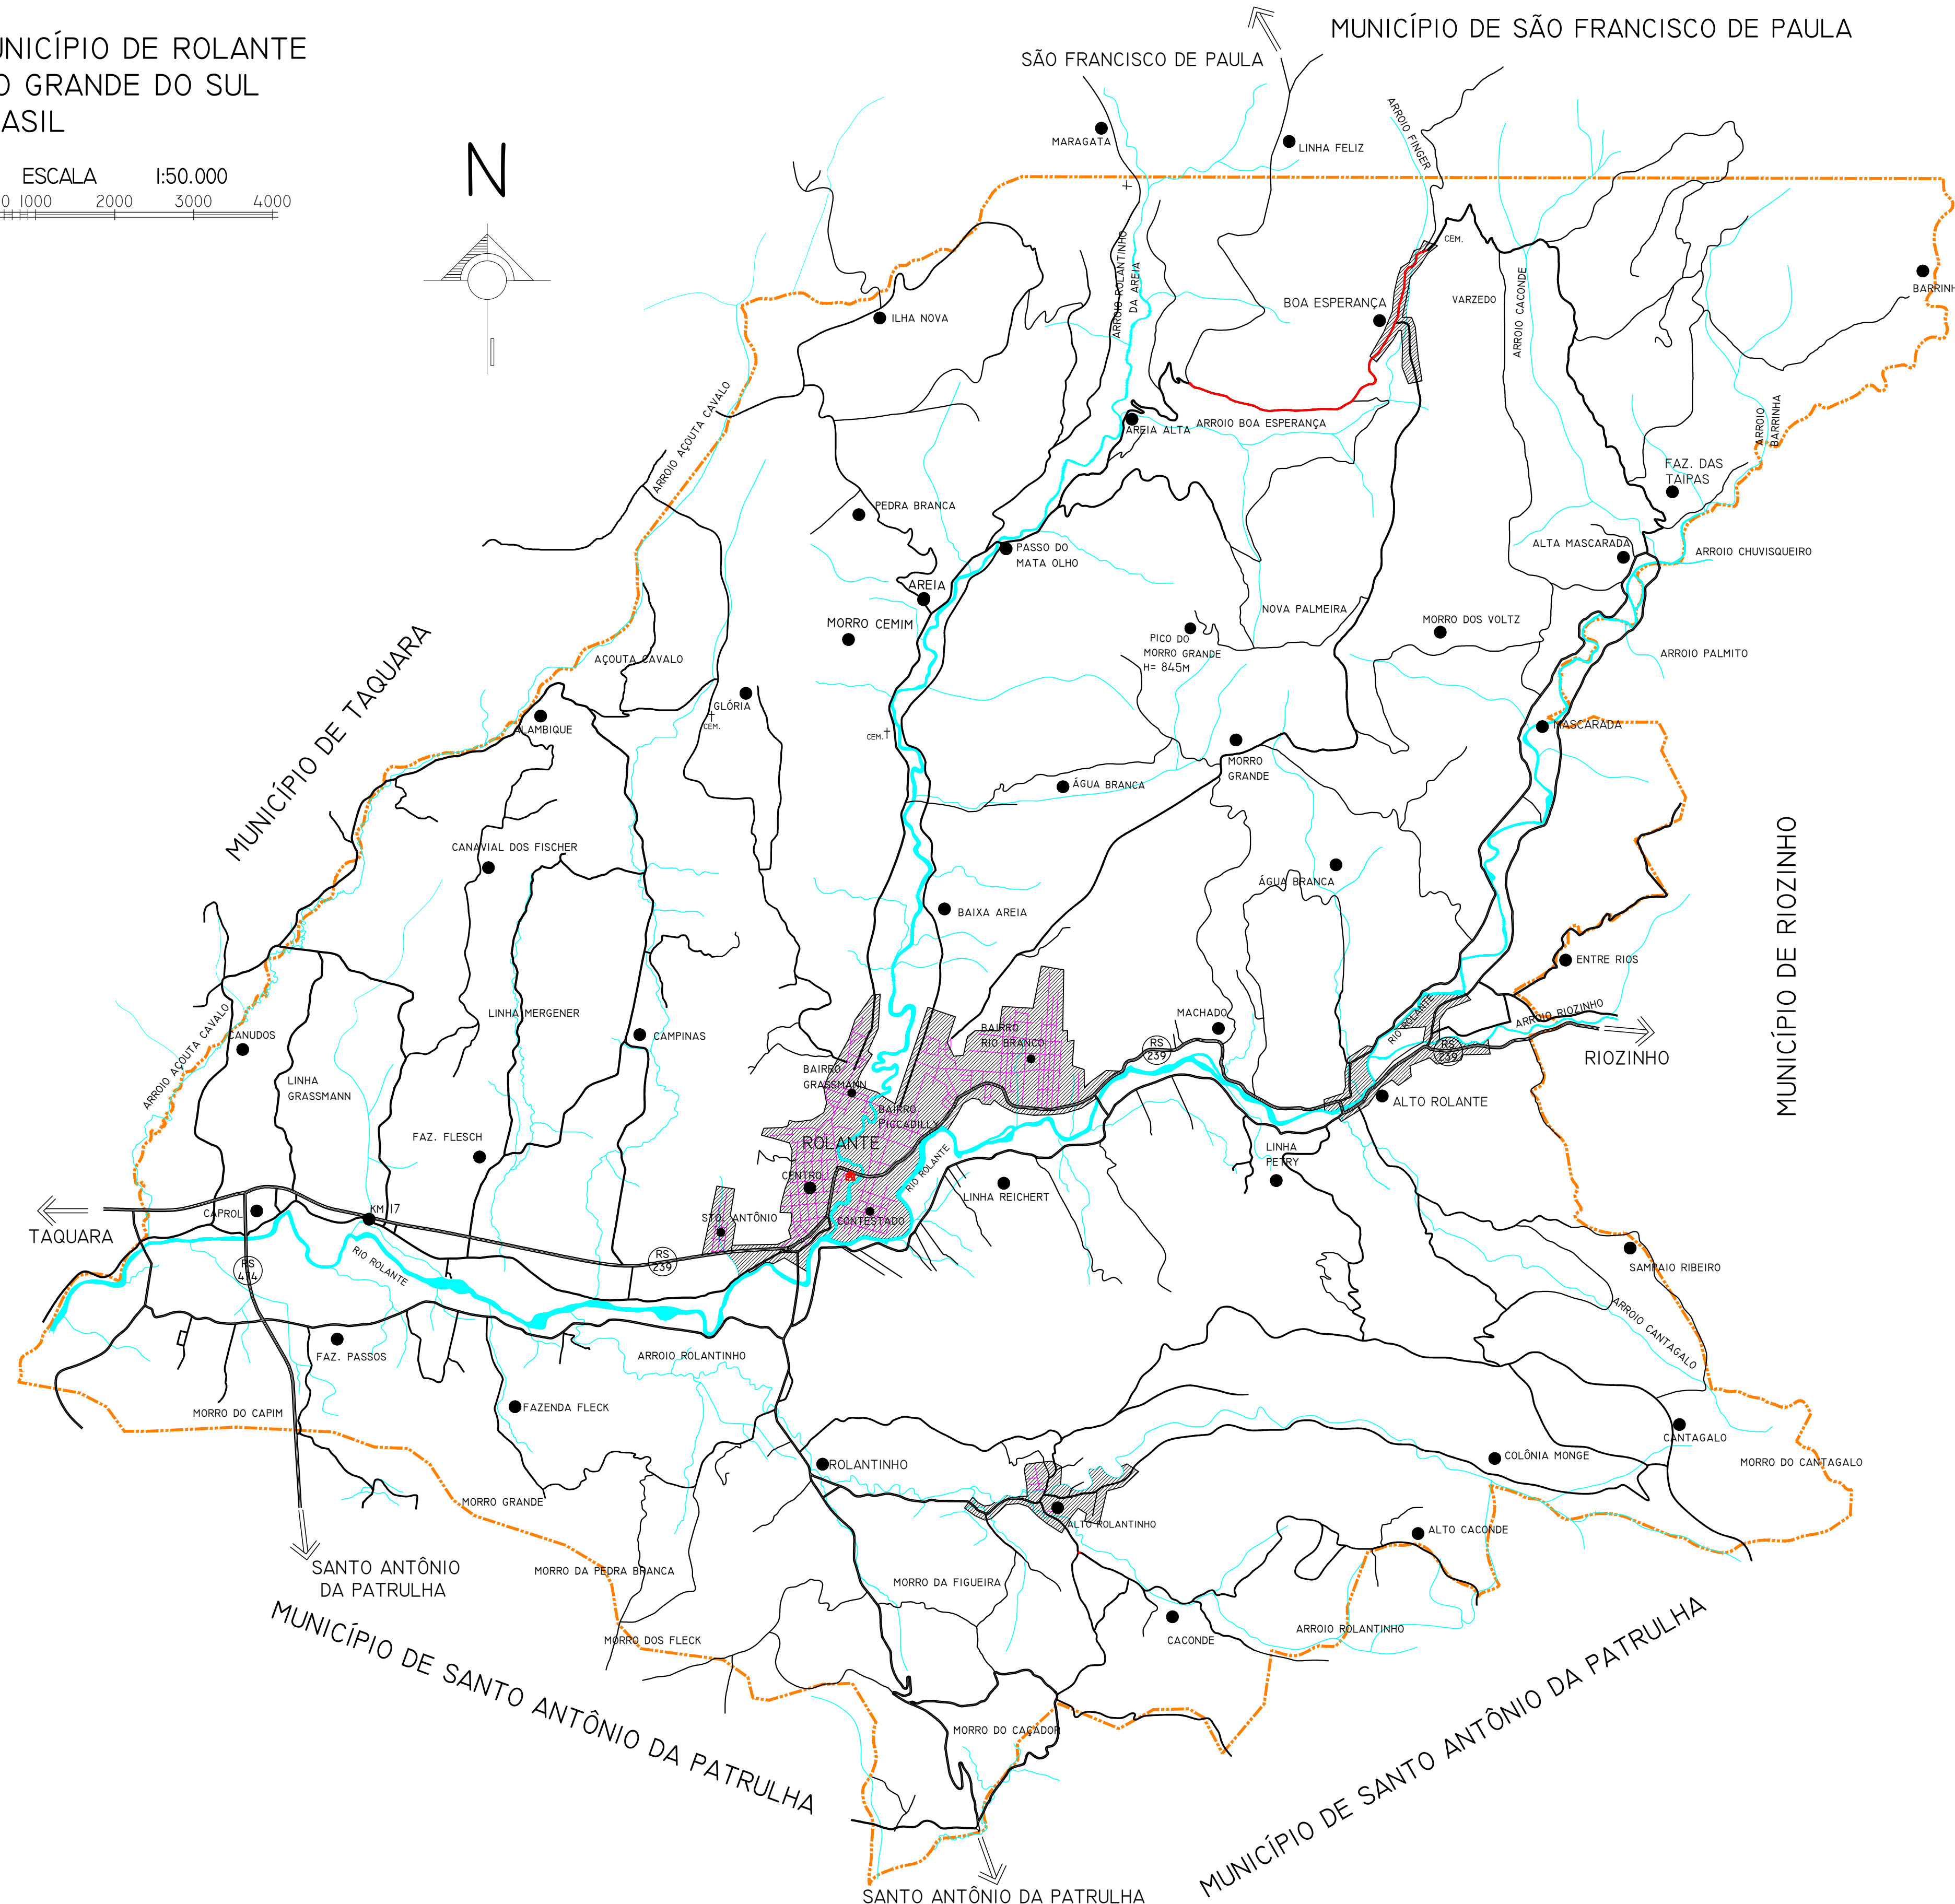 UNICÍPIO DE ROLANTE
O GRANDE DO SUL
ASIL
ESCALA 1:50.000
0 1000 2000 3000 4000
N
MUNICÍPIO DE SÃO FRANCISCO DE PAULA
SÃO FRANCISCO DE PAULA
MARAGATA
LINHA FELIZ
ARROIO FINGER
CEM.
ARROIO ROLANTINHO
DA AREIA
BOA ESPERANÇA
VARZEDO
ARROIO CACONDE
BARRINH
ILHA NOVA
ARROIO AÇOUTA CAVALO
AREIA ALTA
ARROIO BOA ESPERANÇA
ARROIO
BARRINHA
FAZ. DAS
TAIPAS
PEDRA BRANCA
PASSO DO
MATA OLHO
ALTA MASCARADA
ARROIO CHUVISQUEIRO
AREIA
MORRO CEMIM
NOVA PALMEIRA
MORRO DOS VOLTZ
PICO DO
MORRO GRANDE
H= 845M
ARROIO PALMITO
MUNICÍPIO DE TAQUARA
AÇOUTA CAVALO
GLÓRIA
CEM.
ALAMBIQUE
CEM.
MASCARADA
MORRO
GRANDE
ÁGUA BRANCA
CANAVIAL DOS FISCHER
ÁGUA BRANCA
BAIXA AREIA
MUNICÍPIO DE RIOZINHO
ENTRE RIOS
ARROIO AÇOUTA CAVALO
CANUDOS
LINHA MERGENER
CAMPINAS
LINHA
GRASSMANN
BAIRRO
RIO BRANCO
MACHADO
RS
239
RIO ROLANTE
ARROIO RIOZINHO
RS
239
RIOZINHO
BAIRRO
GRASSMANN
BAIRRO
PICCADILLY
ALTO ROLANTE
FAZ. FLESCH
ROLANTE
CENTRO
RIO ROLANTE
LINHA REICHERT
LINHA
PETRY
TAQUARA
CAPROL
KM 17
STO. ANTÔNIO
CONTESTADO
RS
474
RIO ROLANTE
RS
239
SAMPAIO RIBEIRO
ARROIO CANTAGALO
FAZ. PASSOS
ARROIO ROLANTINHO
MORRO DO CAPIM
FAZENDA FLECK
CANTAGALO
COLÔNIA MONGE
MORRO DO CANTAGALO
ROLANTINHO
MORRO GRANDE
ALTO ROLANTINHO
ALTO CACONDE
SANTO ANTÔNIO
DA PATRULHA
MORRO DA PEDRA BRANCA
MORRO DA FIGUEIRA
CACONDE
ARROIO ROLANTINHO
MORRO DOS FLECK
MUNICÍPIO DE SANTO ANTÔNIO DA PATRULHA
MORRO DO CAÇADOR
MUNICÍPIO DE SANTO ANTÔNIO DA PATRULHA
SANTO ANTÔNIO DA PATRULHA